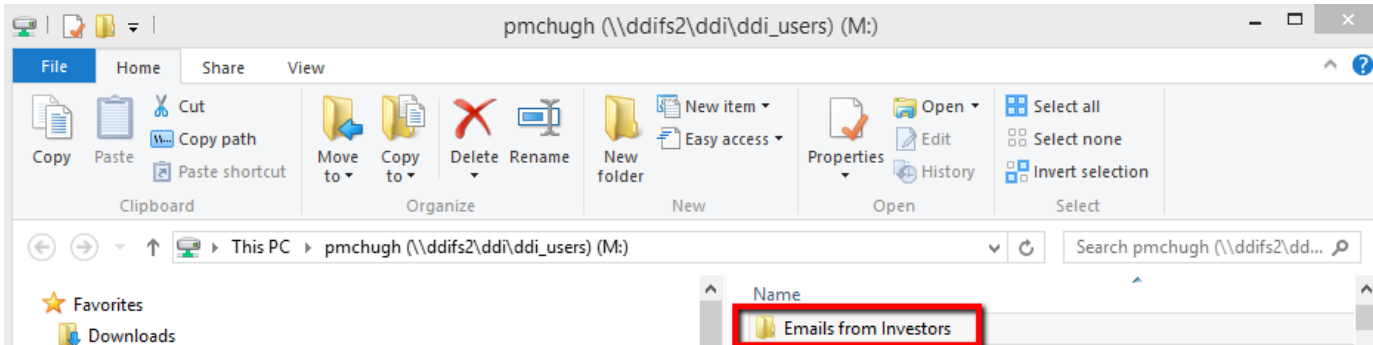 pmchugh (\\ddifs2\ddi\ddi_users) (M:)
File Home Share View
Copy
Paste
Cut
Copy path
Paste shortcut
Clipboard
Move to
Copy to
Delete
Rename
Organize
New folder
New item
Easy access
New
Properties
Open
Edit
History
Open
Select all
Select none
Invert selection
Select
This PC pmchugh (\\ddifs2\ddi\ddi_users) (M:)
Search pmchugh (\\ddifs2\dd...
Favorites
Downloads
Name
Emails from Investors